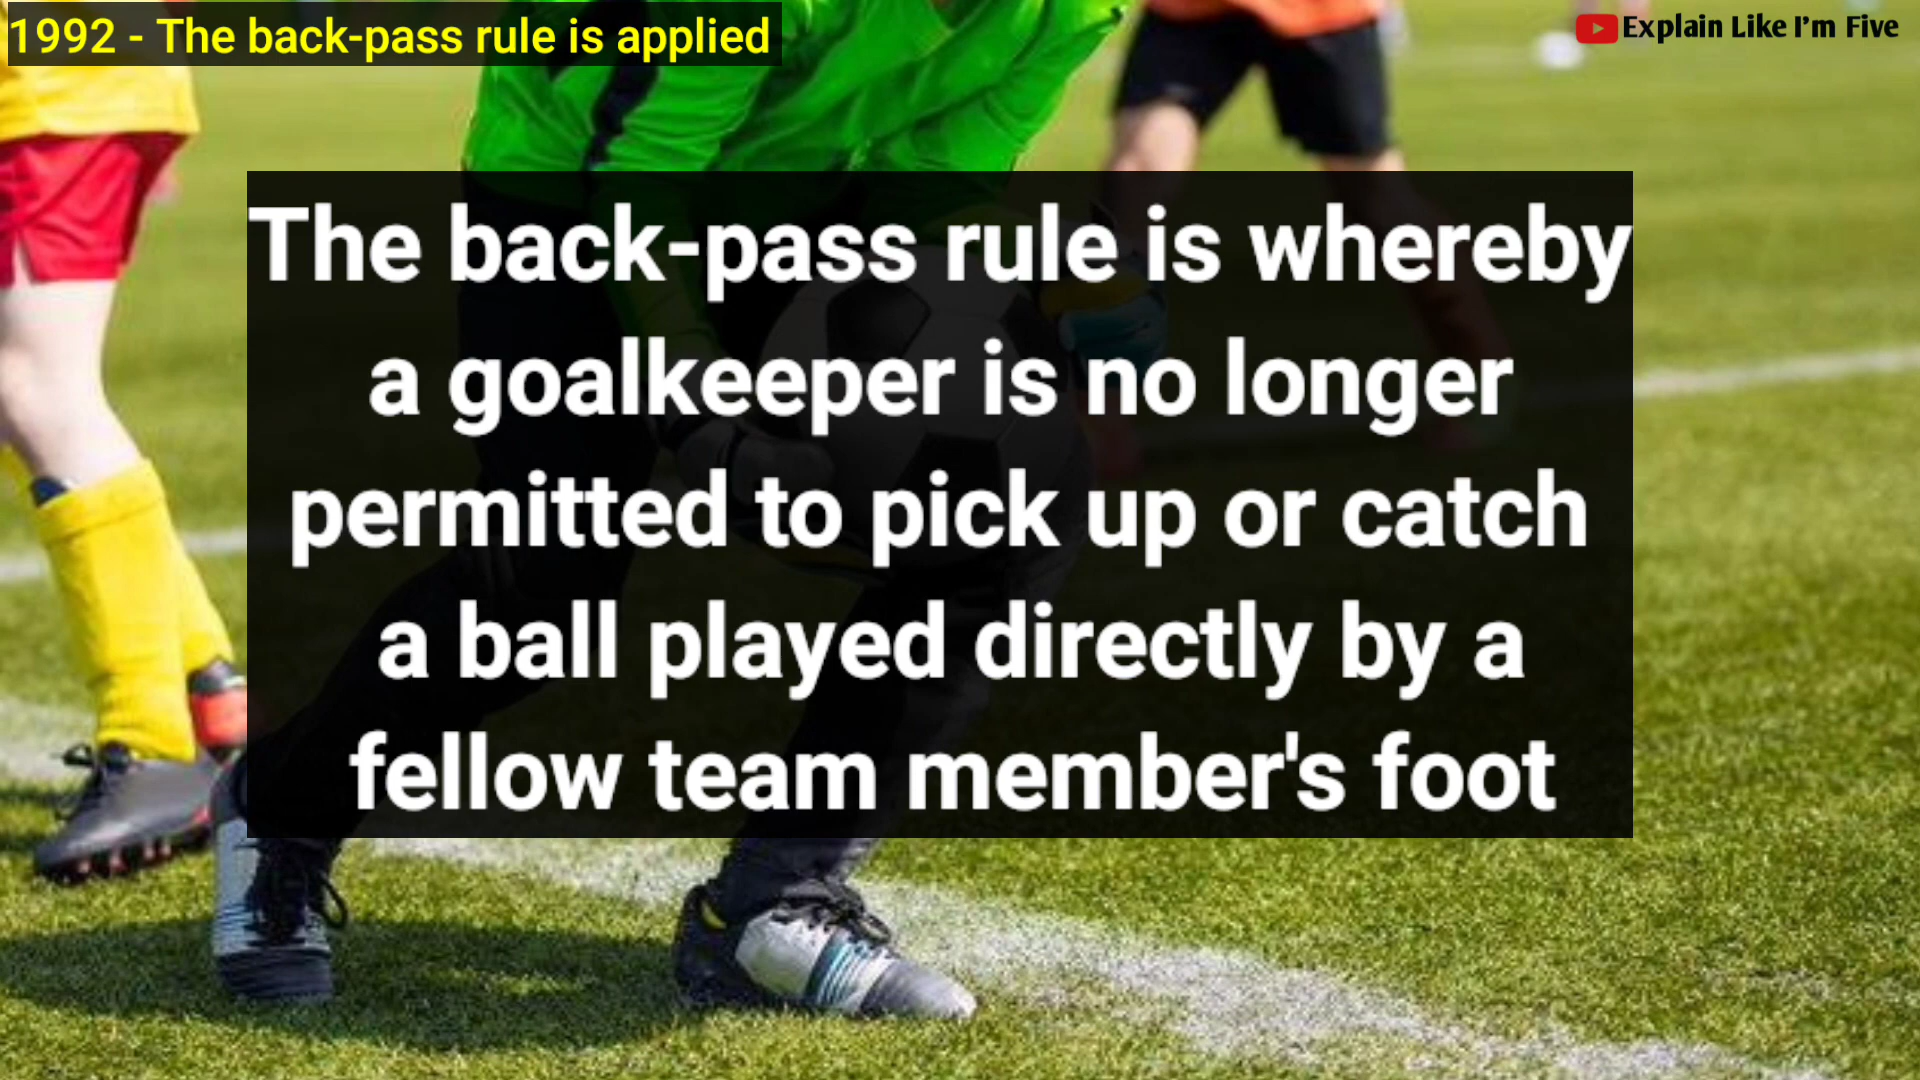 1992 - The back-pass rule is applied
Explain Like I'm Five
The back-pass rule is whereby
a goalkeeper is no longer
permitted to pick up or catch
a ball played directly by a
fellow team member's foot